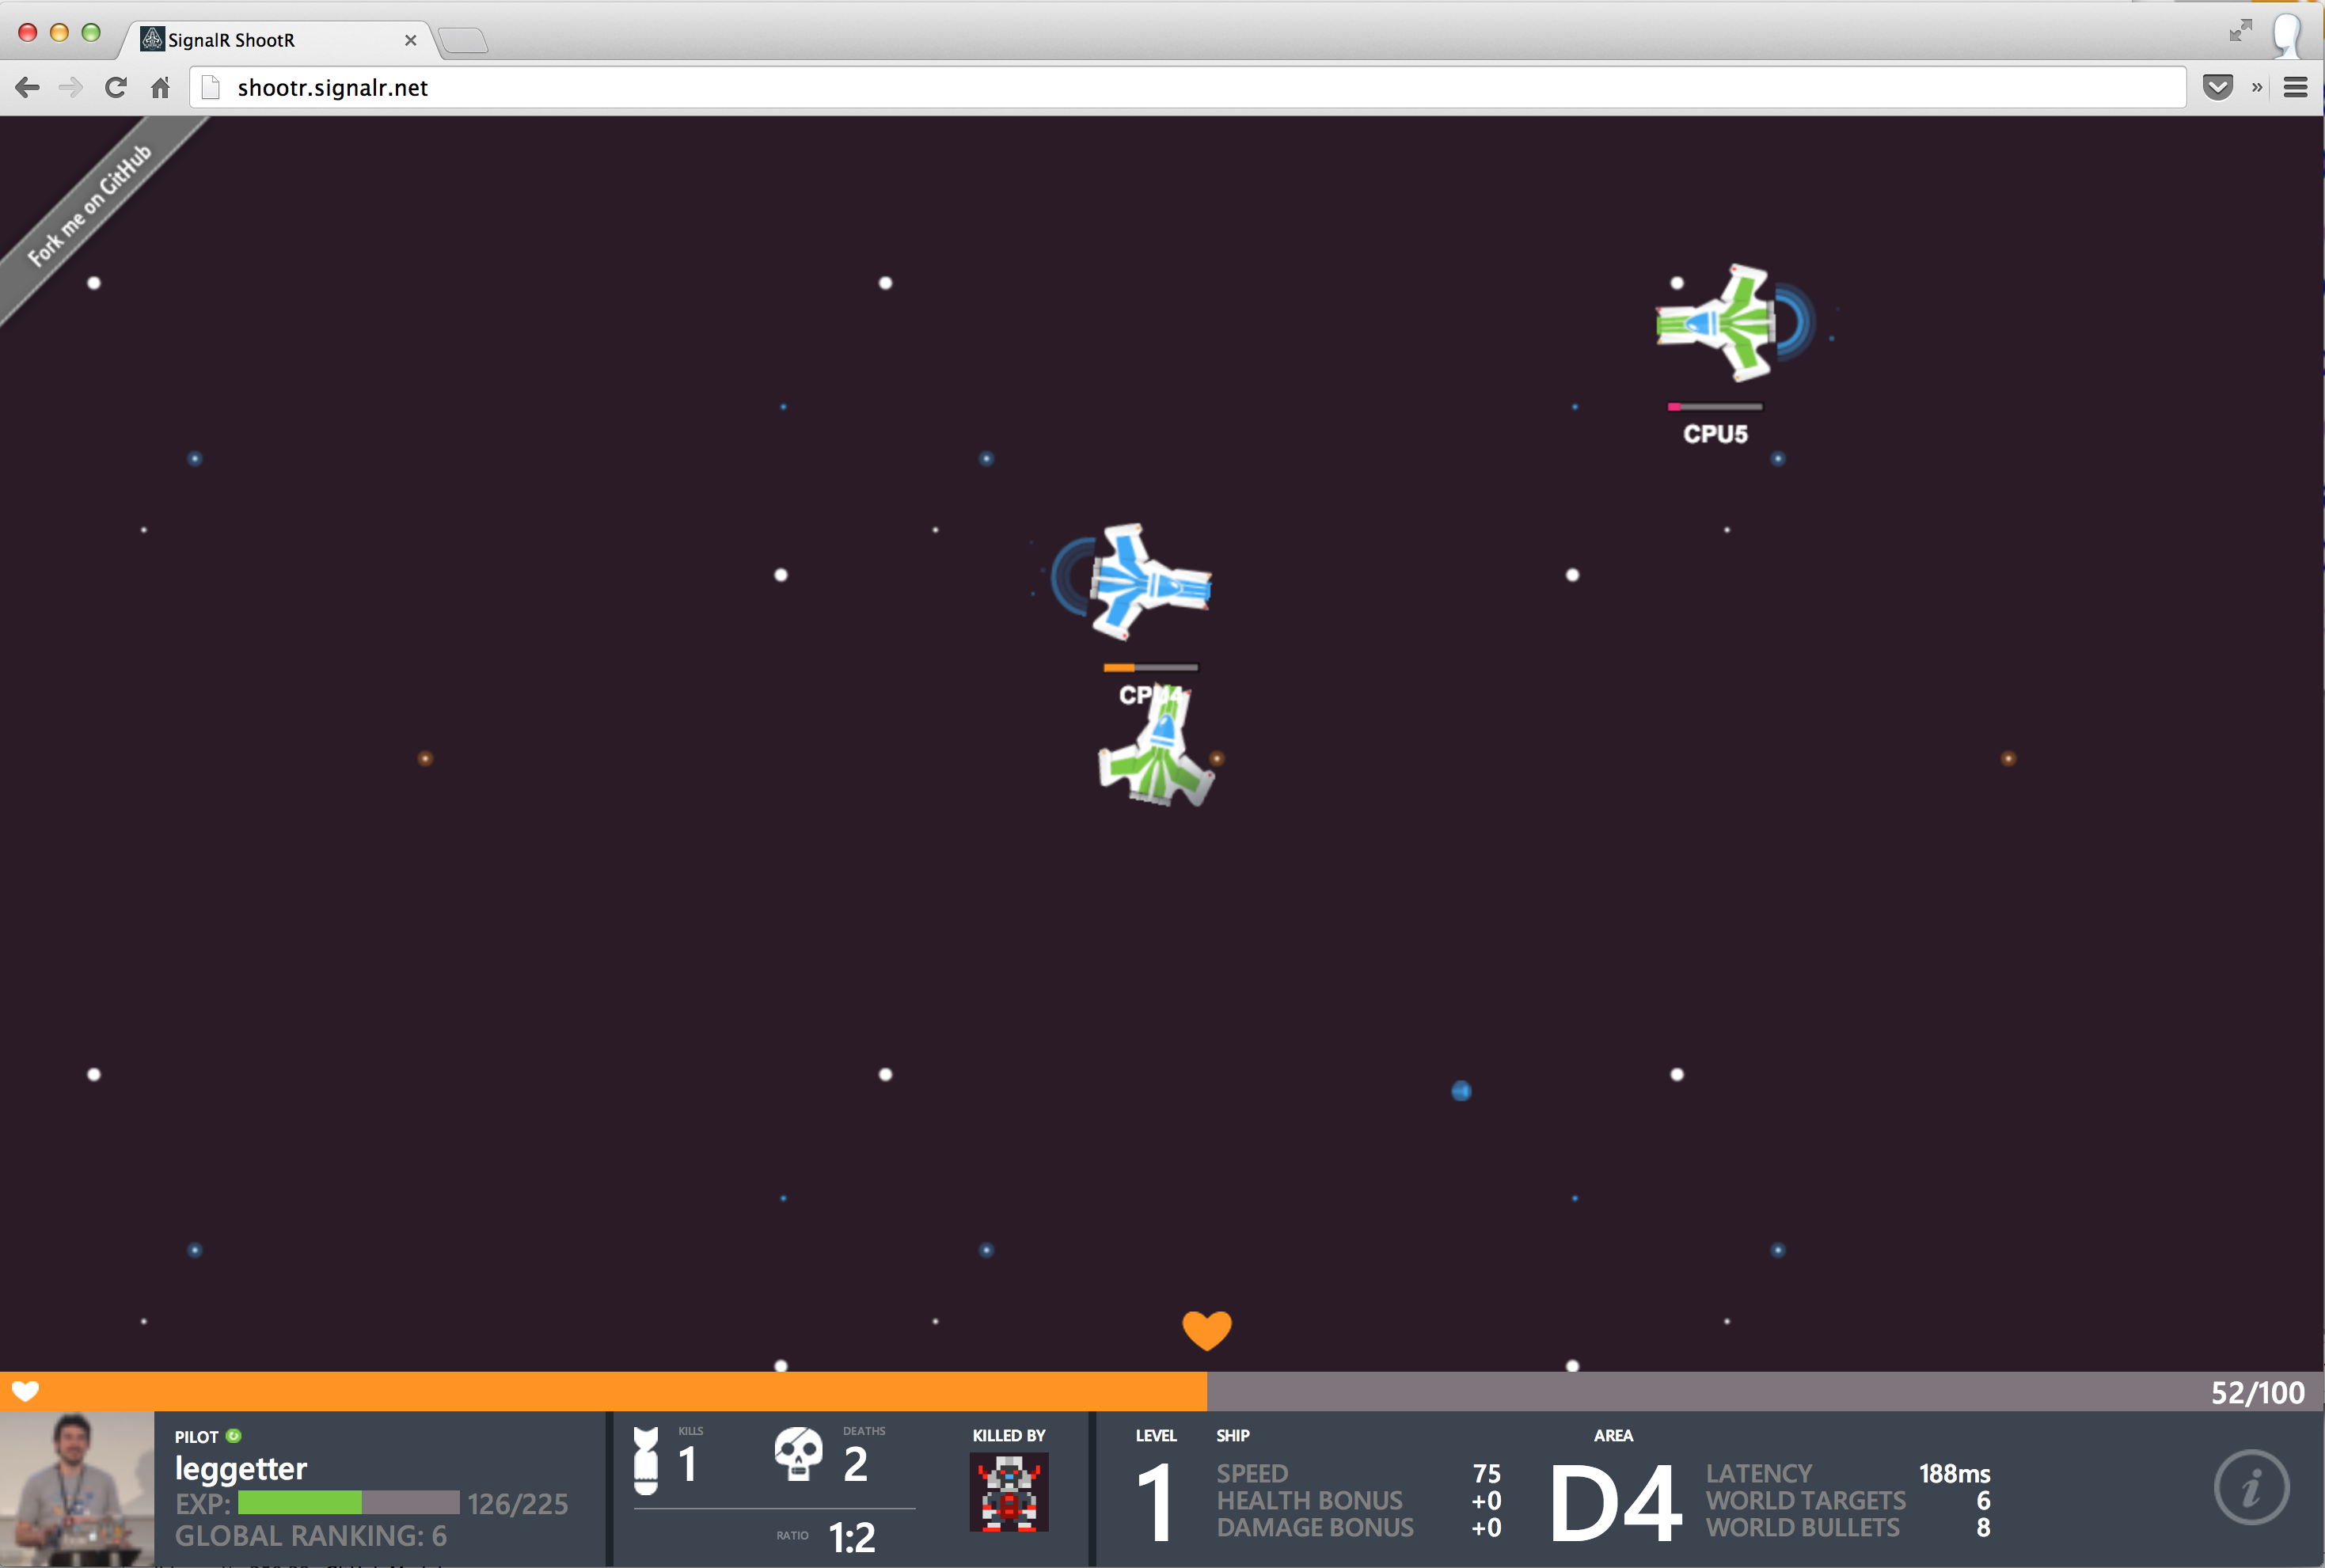 SignalR ShootR
shootr.signalr.net
Fork me on GitHub
CPU5
CPU4
52/100
PILOT
leggetter
EXP: 126/225
GLOBAL RANKING: 6
KILLS
1
DEATHS
2
RATIO 1:2
KILLED BY
LEVEL
1
SHIP
SPEED 75
HEALTH BONUS +0
DAMAGE BONUS +0
AREA
D4
LATENCY 188ms
WORLD TARGETS 6
WORLD BULLETS 8